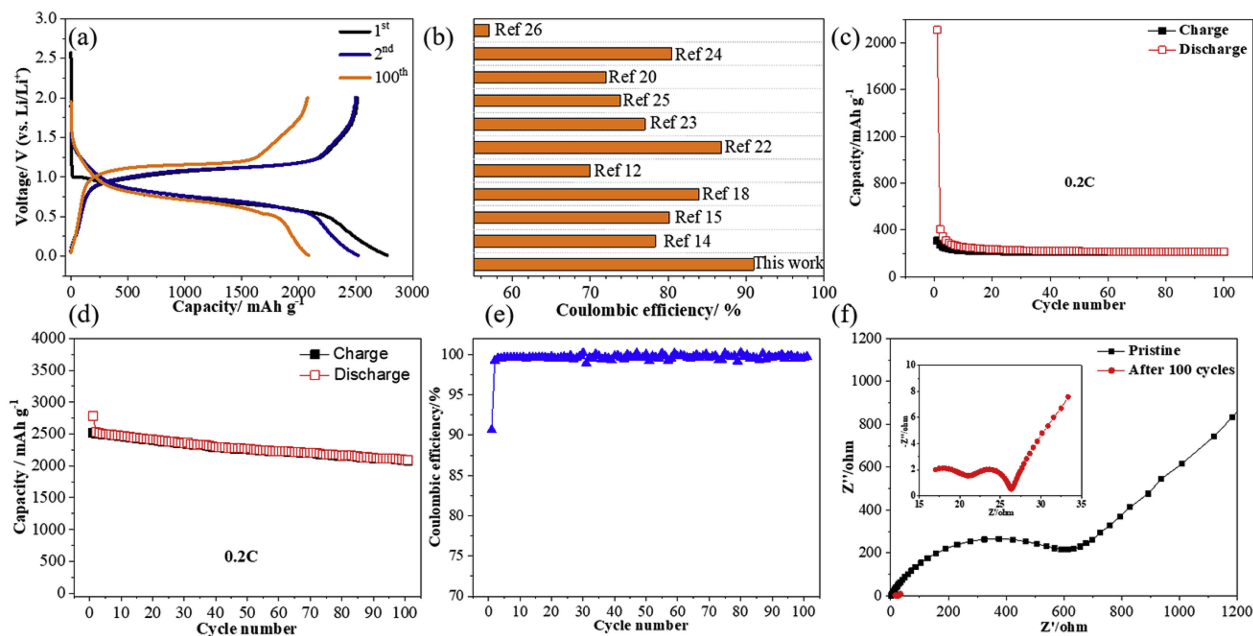 (a)
3.0
2.5
2.0
1.5
1.0
0.5
0.0
Voltage/ V (vs. Li/Li⁺)
1st
2nd
100th
0 500 1000 1500 2000 2500 3000
Capacity/ mAh g⁻¹
(b)
Ref 26
Ref 24
Ref 20
Ref 25
Ref 23
Ref 22
Ref 12
Ref 18
Ref 15
Ref 14
This work
60 70 80 90 100
Coulombic efficiency/ %
(c)
2000
1600
1200
800
400
0
Capacity/mAh g⁻¹
Charge
Discharge
0.2C
0 20 40 60 80 100
Cycle number
(d)
4000
3500
3000
2500
2000
1500
1000
500
0
Capacity / mAh g⁻¹
Charge
Discharge
0.2C
0 10 20 30 40 50 60 70 80 90 100
Cycle number
(e)
100
95
90
85
80
75
70
Coulombic efficiency/%
0 10 20 30 40 50 60 70 80 90 100
Cycle number
(f)
1200
1000
800
600
400
200
0
Z''/ohm
Pristine
After 100 cycles
10
8
6
4
2
0
-Z''/ohm
15 20 25 30 35
Z'/ohm
0 200 400 600 800 1000 1200
Z'/ohm